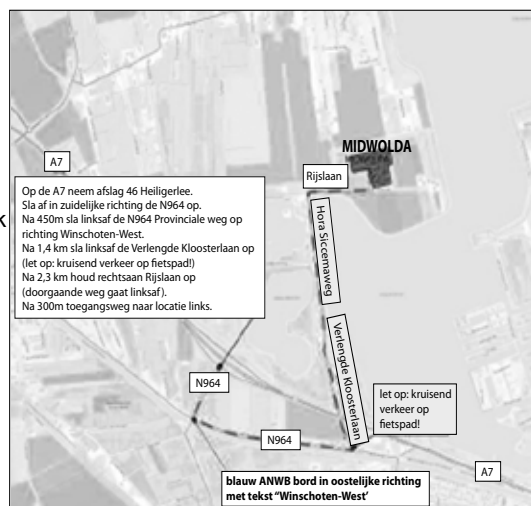 MIDWOLDA
A7
Rijslaan
Op de A7 neem afslag 46 Heiligerlee.
Sla af in zuidelijke richting de N964 op.
Na 450m sla linksaf de N964 Provinciale weg op
richting Winschoten-West.
Na 1,4 km sla linksaf de Verlengde Kloosterlaan op
(let op: kruisend verkeer op fietspad!)
Na 2,3 km houd rechtsaan Rijslaan op
(doorgaande weg gaat linksaf).
Na 300m toegangsweg naar locatie links.
k
Hora Siccemaweg
Verlengde Kloosterlaan
N964
let op: kruisend
verkeer op
fietspad!
N964
A7
blauw ANWB bord in oostelijke richting
met tekst “Winschoten-West’